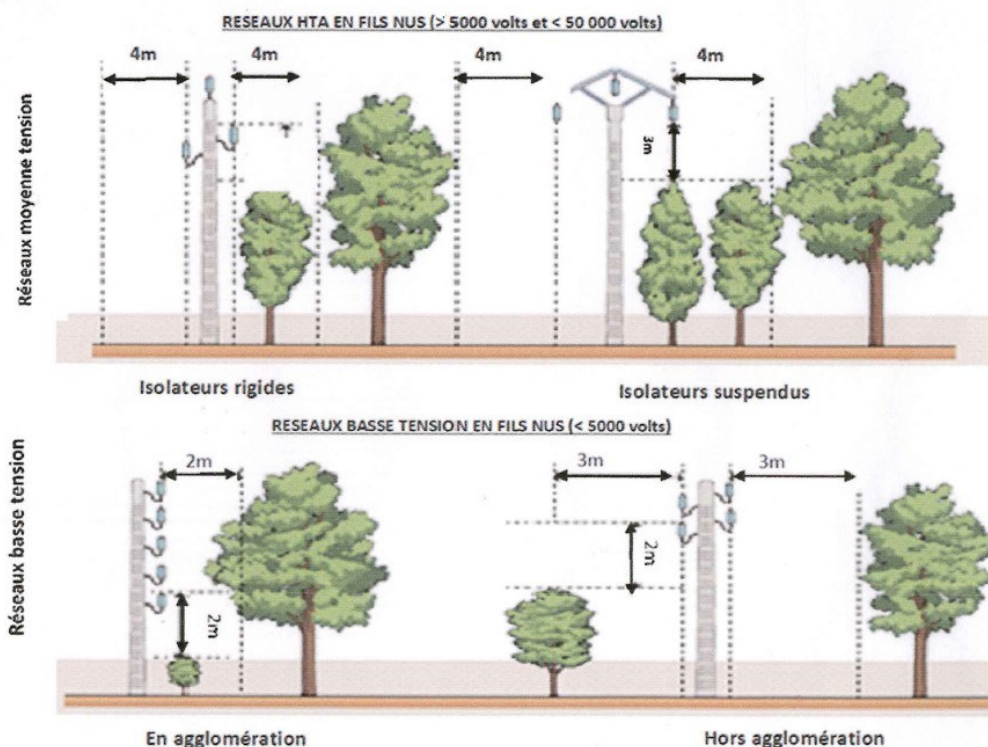 RESEAUX HTA EN FILS NUS (> 5000 volts et < 50 000 volts)
4m 4m 4m 4m
Réseaux moyenne tension
3m
Isolateurs rigides Isolateurs suspendus
RESEAUX BASSE TENSION EN FILS NUS (< 5000 volts)
Réseaux basse tension
2m 3m 3m
2m
2m
En agglomération Hors agglomération